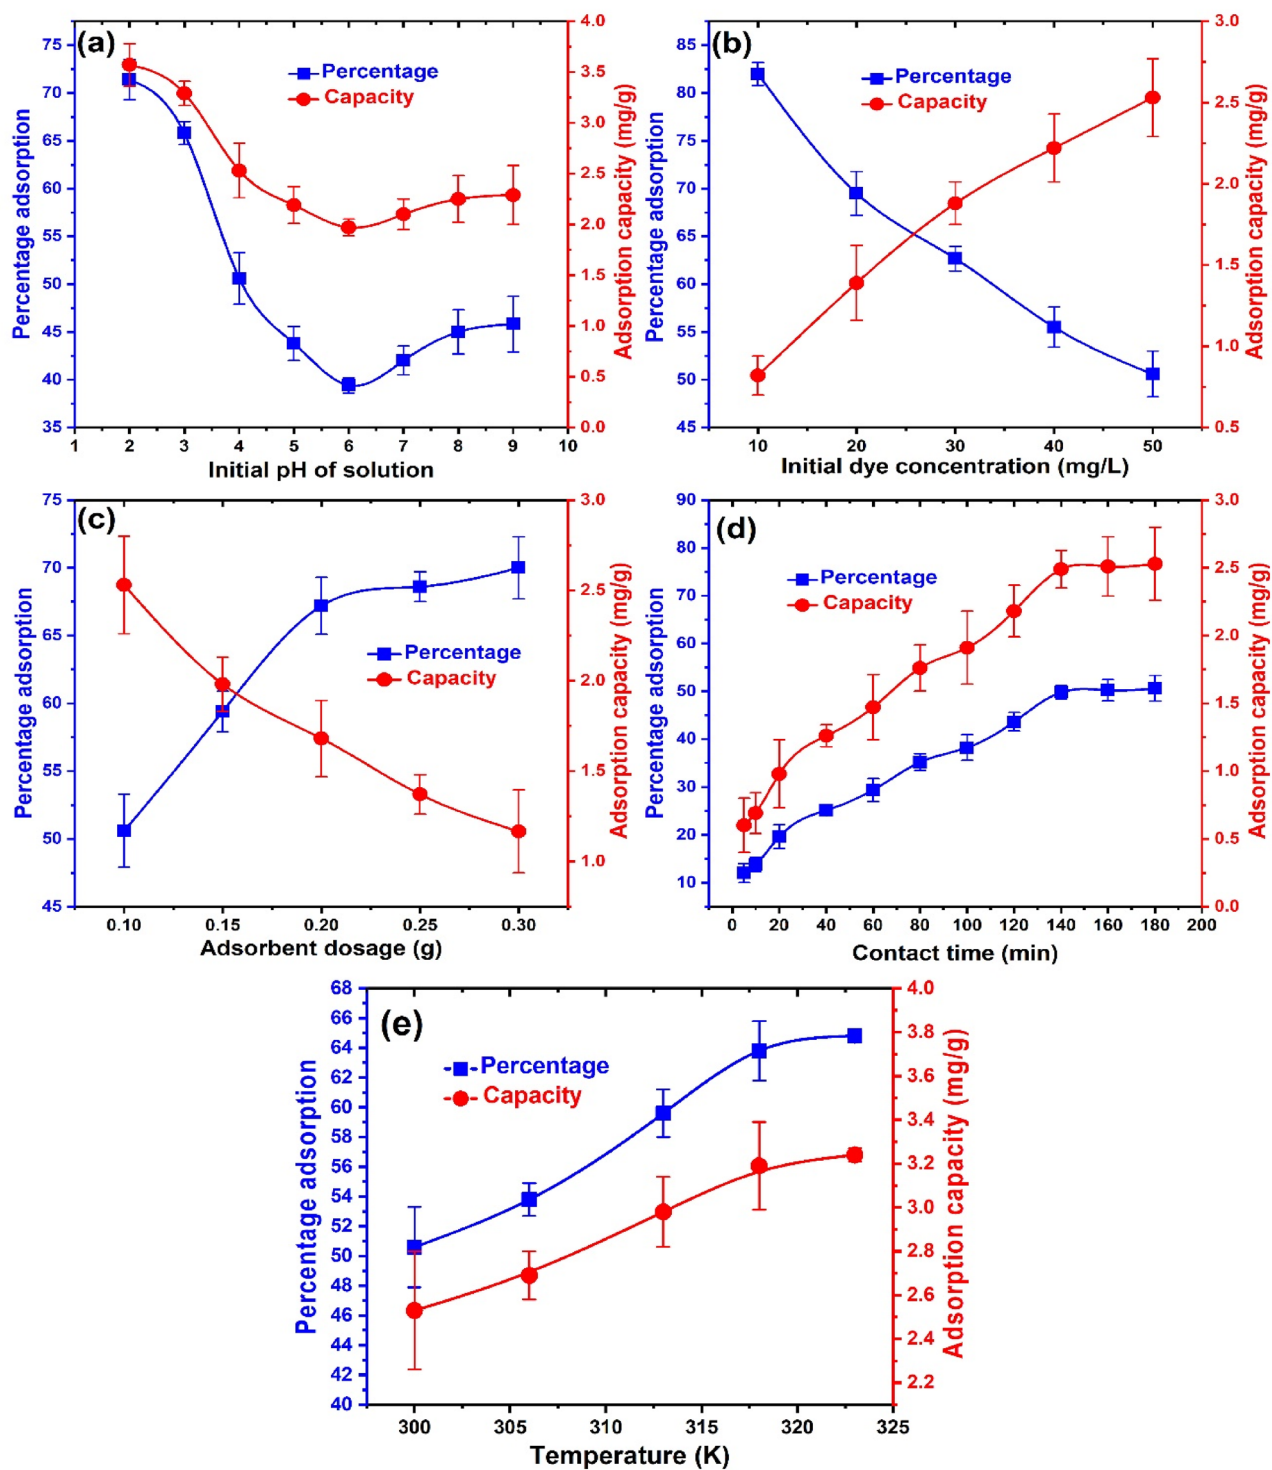 (a)
Percentage
Capacity
Percentage adsorption
35
40
45
50
55
60
65
70
75
Adsorption capacity (mg/g)
0.0
0.5
1.0
1.5
2.0
2.5
3.0
3.5
4.0
1 2 3 4 5 6 7 8 9 10
Initial pH of solution
(b)
Percentage
Capacity
Percentage adsorption
45
50
55
60
65
70
75
80
85
Adsorption capacity (mg/g)
0.5
1.0
1.5
2.0
2.5
3.0
10 20 30 40 50
Initial dye concentration (mg/L)
(c)
Percentage
Capacity
Percentage adsorption
45
50
55
60
65
70
75
Adsorption capacity (mg/g)
1.0
1.5
2.0
2.5
3.0
0.10 0.15 0.20 0.25 0.30
Adsorbent dosage (g)
(d)
Percentage
Capacity
Percentage adsorption
10
20
30
40
50
60
70
80
90
Adsorption capacity (mg/g)
0.0
0.5
1.0
1.5
2.0
2.5
3.0
0 20 40 60 80 100 120 140 160 180 200
Contact time (min)
(e)
Percentage
Capacity
Percentage adsorption
40
42
44
46
48
50
52
54
56
58
60
62
64
66
68
Adsorption capacity (mg/g)
2.2
2.4
2.6
2.8
3.0
3.2
3.4
3.6
3.8
4.0
300 305 310 315 320 325
Temperature (K)